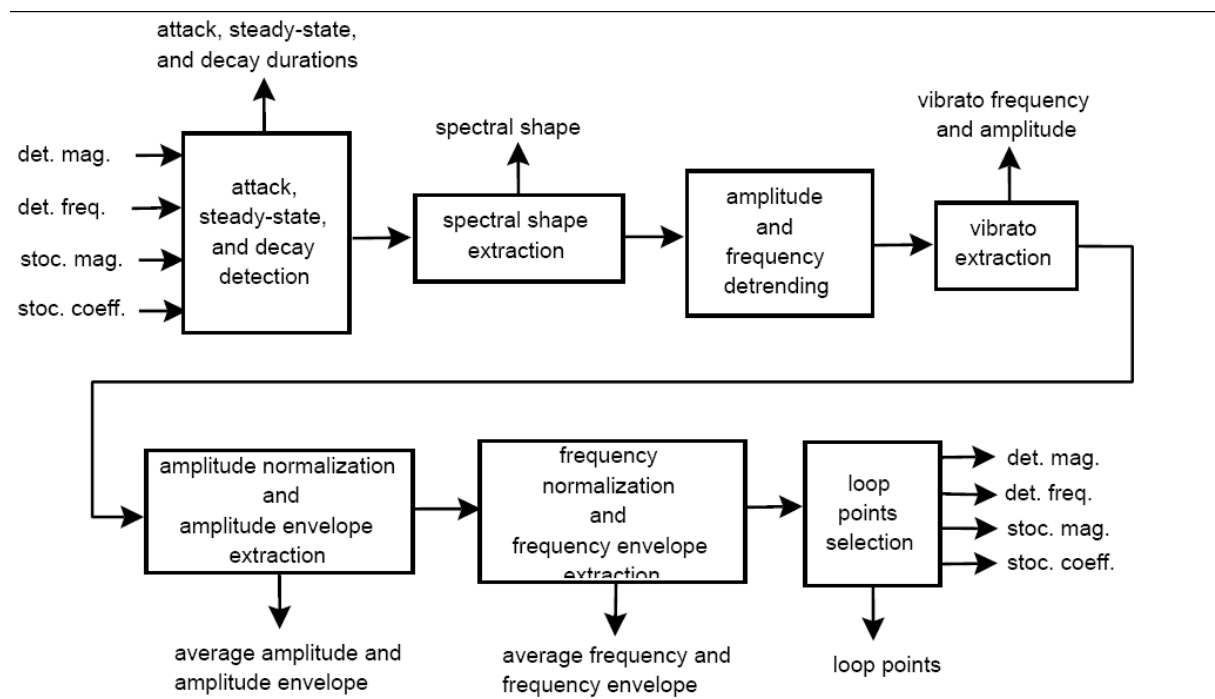 attack, steady-state,
and decay durations
det. mag.
det. freq.
stoc. mag.
stoc. coeff.
attack,
steady-state,
and decay
detection
spectral shape
spectral shape
extraction
amplitude
and
frequency
detrending
vibrato frequency
and amplitude
vibrato
extraction
amplitude normalization
and
amplitude envelope
extraction
average amplitude and
amplitude envelope
frequency
normalization
and
frequency envelope
extraction
average frequency and
frequency envelope
loop
points
selection
det. mag.
det. freq.
stoc. mag.
stoc. coeff.
loop points